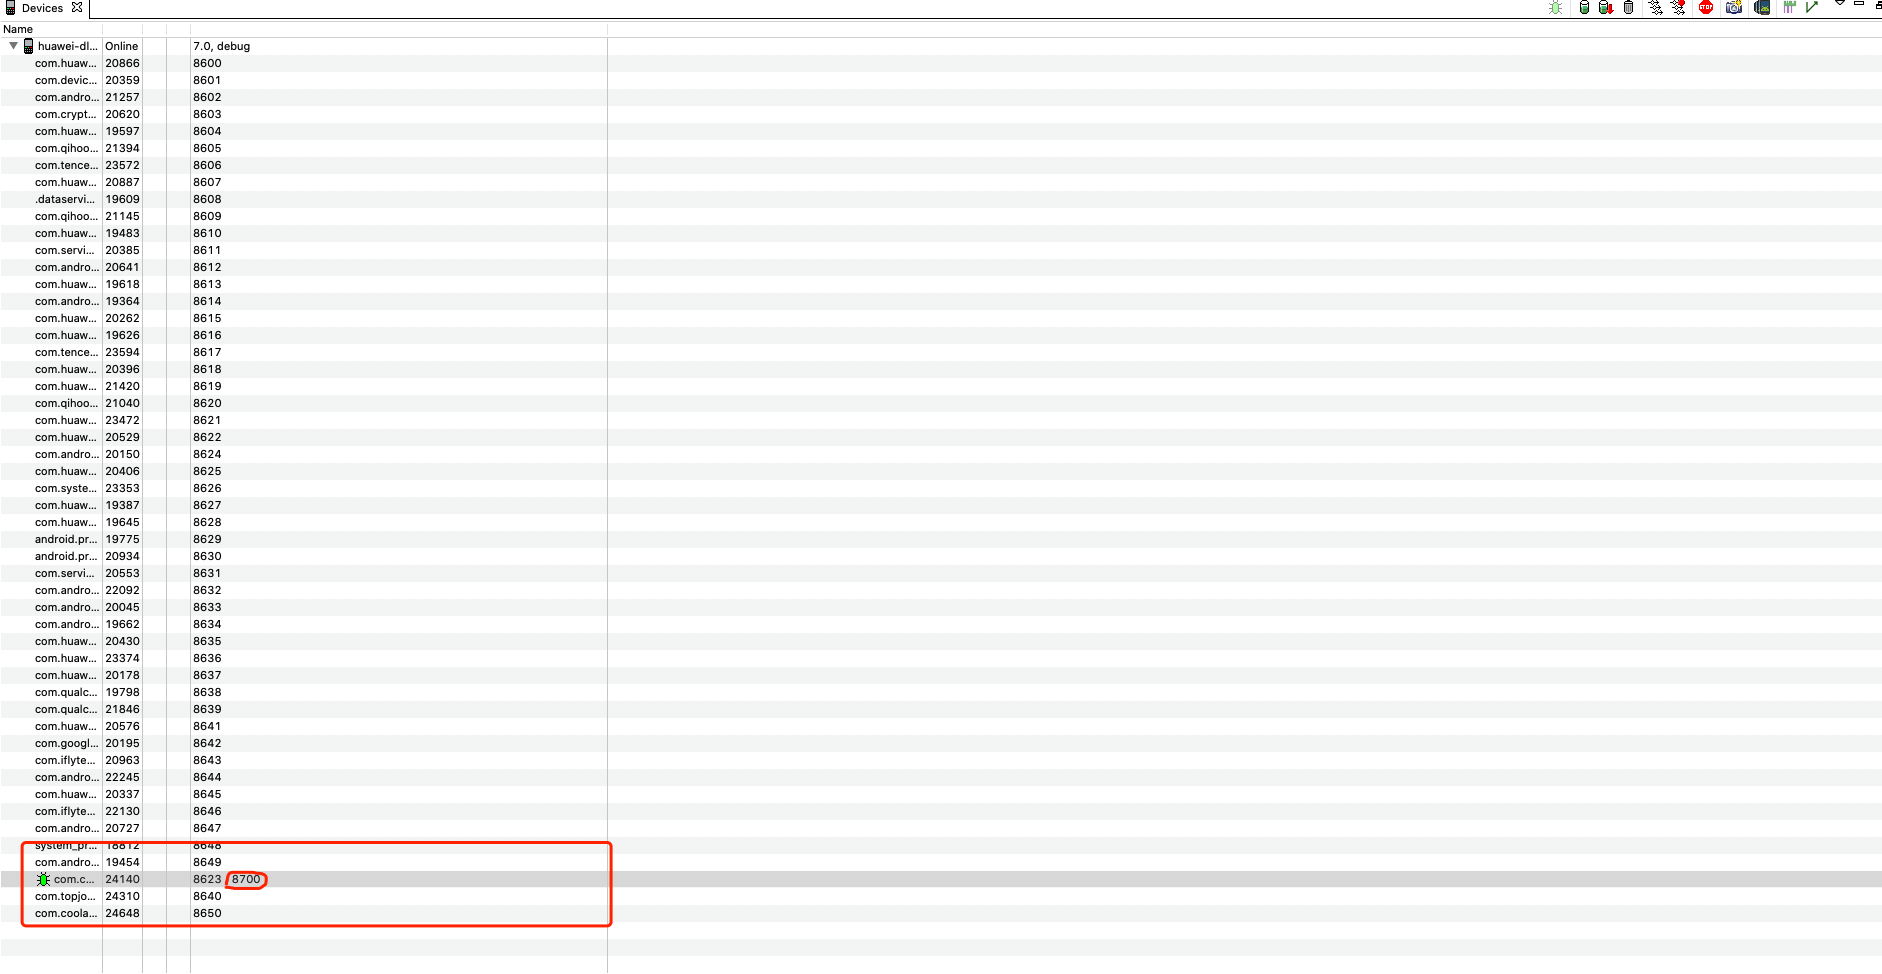 Devices
STOP
Name
huawei-dl... Online 7.0, debug
com.huaw... 20866 8600
com.devic... 20359 8601
com.andro... 21257 8602
com.crypt... 20620 8603
com.huaw... 19597 8604
com.qihoo... 21394 8605
com.tence... 23572 8606
com.huaw... 20887 8607
.dataservi... 19609 8608
com.qihoo... 21145 8609
com.huaw... 19483 8610
com.servi... 20385 8611
com.andro... 20641 8612
com.huaw... 19618 8613
com.andro... 19364 8614
com.huaw... 20262 8615
com.huaw... 19626 8616
com.tence... 23594 8617
com.huaw... 20396 8618
com.huaw... 21420 8619
com.qihoo... 21040 8620
com.huaw... 23472 8621
com.huaw... 20529 8622
com.andro... 20150 8624
com.huaw... 20406 8625
com.syste... 23353 8626
com.huaw... 19387 8627
com.huaw... 19645 8628
android.pr... 19775 8629
android.pr... 20934 8630
com.servi... 20553 8631
com.andro... 22092 8632
com.andro... 20045 8633
com.andro... 19662 8634
com.huaw... 20430 8635
com.huaw... 23374 8636
com.huaw... 20178 8637
com.qualc... 19798 8638
com.qualc... 21846 8639
com.huaw... 20576 8641
com.googl... 20195 8642
com.iflyte... 20963 8643
com.andro... 22245 8644
com.huaw... 20337 8645
com.iflyte... 22130 8646
com.andro... 20727 8647
system_pr... 18812 8648
com.andro... 19454 8649
com.c... 24140 8623 8700
com.topjo... 24310 8640
com.coola... 24648 8650